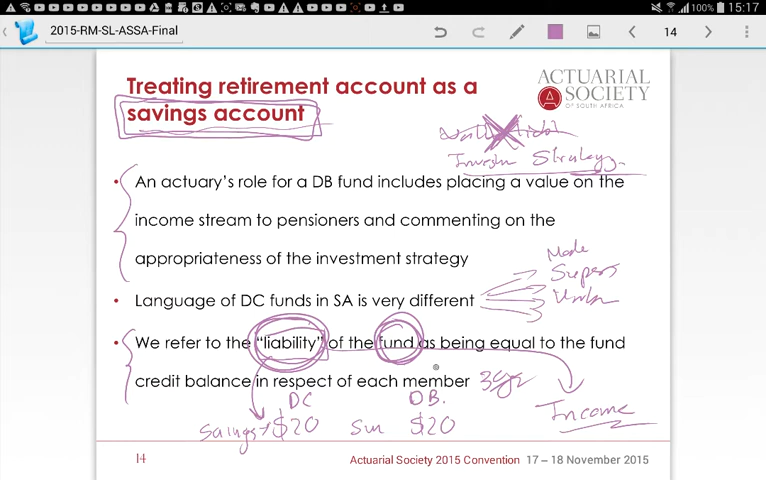 100% 15:17
2015-RM-SL-ASSA-Final
14
Treating retirement account as a
savings account
ACTUARIAL
SOCIETY
OF SOUTH AFRICA
Strategy
An actuary's role for a DB fund includes placing a value on the
income stream to pensioners and commenting on the
appropriateness of the investment strategy
Language of DC funds in SA is very different
We refer to the "liability" of the fund as being equal to the fund
credit balance in respect of each member
DC DB.
Savings $20 $20
Income
14
Actuarial Society 2015 Convention 17 – 18 November 2015